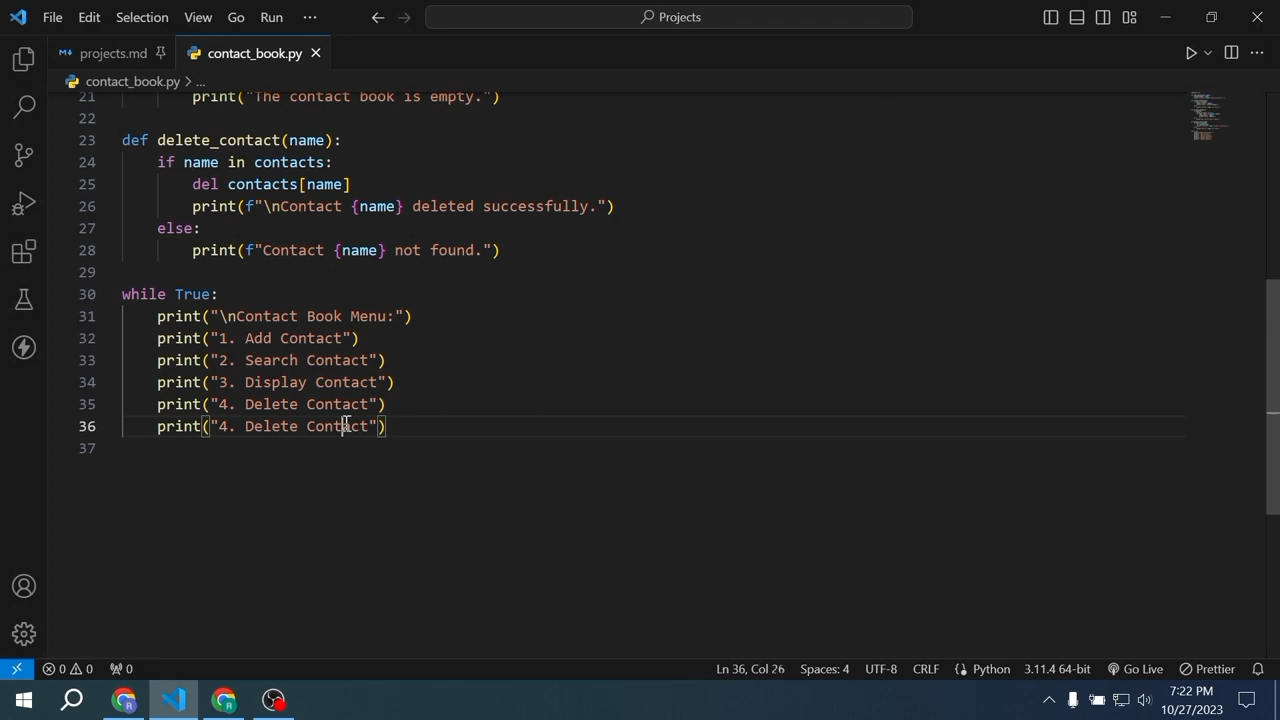 File Edit Selection View Go Run ··· Projects
projects.md contact_book.py
contact_book.py > ...
21 print("The contact book is empty.")
22
23 def delete_contact(name):
24 if name in contacts:
25 del contacts[name]
26 print(f"\nContact {name} deleted successfully.")
27 else:
28 print(f"Contact {name} not found.")
29
30 while True:
31 print("\nContact Book Menu:")
32 print("1. Add Contact")
33 print("2. Search Contact")
34 print("3. Display Contact")
35 print("4. Delete Contact")
36 print("4. Delete Contact")
37
0 0 0 Ln 36, Col 26 Spaces: 4 UTF-8 CRLF Python 3.11.4 64-bit Go Live Prettier
7:22 PM
10/27/2023